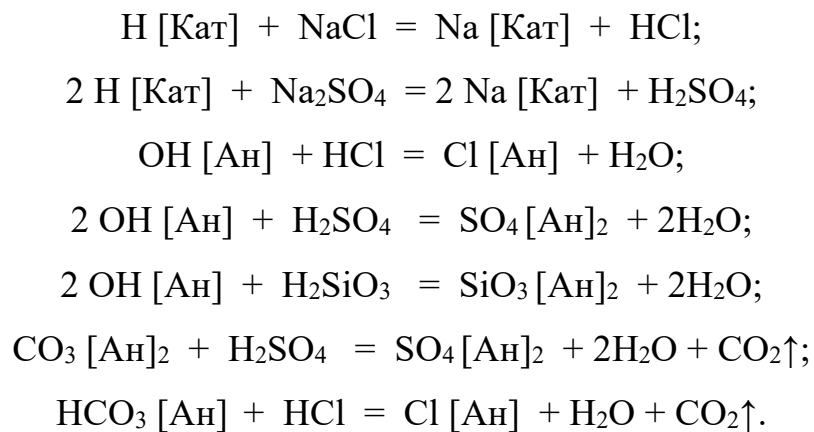 H [Кат] + NaCl = Na [Кат] + HCl;
2 H [Кат] + Na₂SO₄ = 2 Na [Кат] + H₂SO₄;
OH [Ан] + HCl = Cl [Ан] + H₂O;
2 OH [Ан] + H₂SO₄ = SO₄ [Ан]₂ + 2H₂O;
2 OH [Ан] + H₂SiO₃ = SiO₃ [Ан]₂ + 2H₂O;
CO₃ [Ан]₂ + H₂SO₄ = SO₄ [Ан]₂ + 2H₂O + CO₂↑;
HCO₃ [Ан] + HCl = Cl [Ан] + H₂O + CO₂↑.